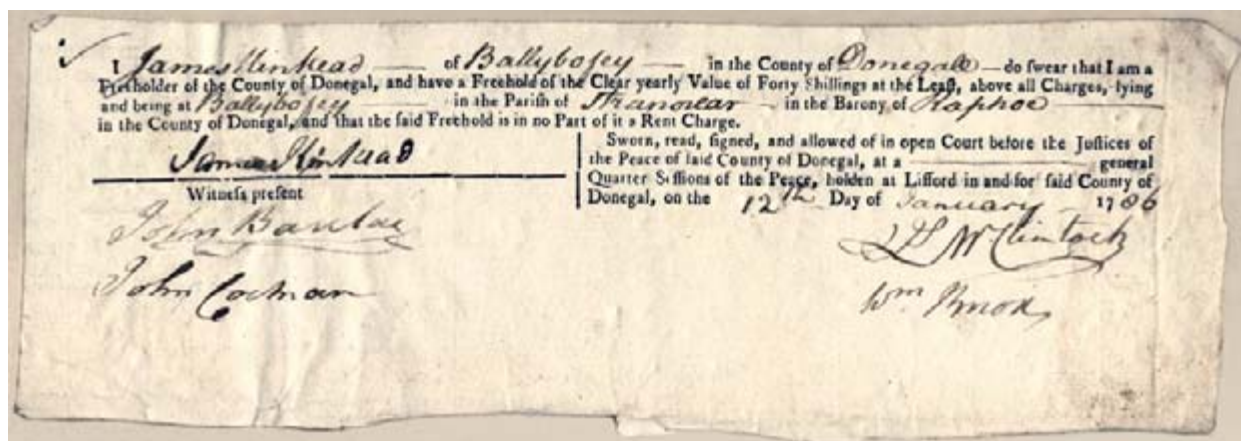 I James Kinkead of Ballybofey in the County of Donegall do swear that I am a
Freeholder of the County of Donegal, and have a Freehold of the Clear yearly Value of Forty Shillings at the Leaſt, above all Charges, lying
and being at Ballybofey in the Pariſh of Stranorlar in the Barony of Raphoe
in the County of Donegal, and that the ſaid Freehold is in no Part of it a Rent Charge.
James Kinkead
Witneſs preſent
John Barclay
John Cochran
Sworn, read, ſigned, and allowed of in open Court before the Juſtices of
the Peace of ſaid County of Donegal, at a general
Quarter Seſſions of the Peace, holden at Lifford in and for ſaid County of
Donegal, on the 12th Day of January 1786
McClintock
Wm Knox